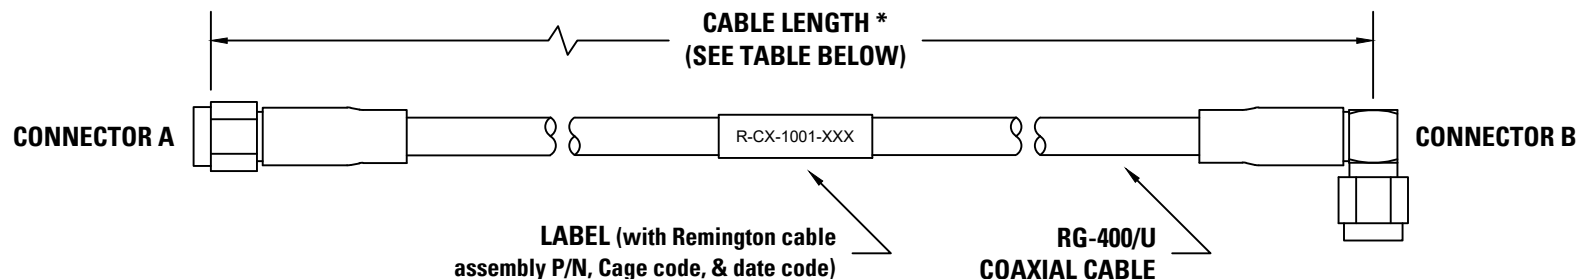 CABLE LENGTH *
(SEE TABLE BELOW)
CONNECTOR A
R-CX-1001-XXX
CONNECTOR B
LABEL (with Remington cable
assembly P/N, Cage code, & date code)
RG-400/U
COAXIAL CABLE